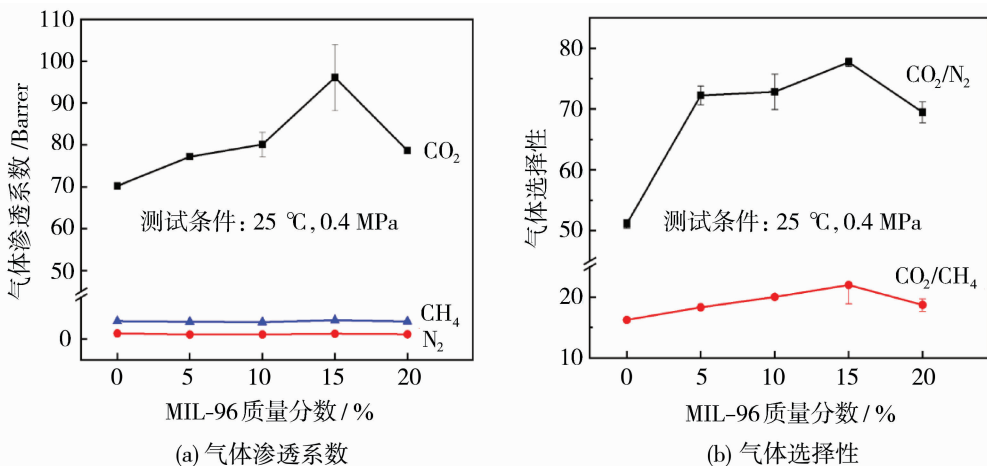 110
100
90
80
70
60
50
0
气体渗透系数/Barrer
CO2
测试条件:25 ℃,0.4 MPa
CH4
N2
0 5 10 15 20
MIL-96质量分数/%
(a) 气体渗透系数
80
70
60
50
20
10
气体选择性
CO2/N2
测试条件:25 ℃,0.4 MPa
CO2/CH4
0 5 10 15 20
MIL-96质量分数/%
(b) 气体选择性